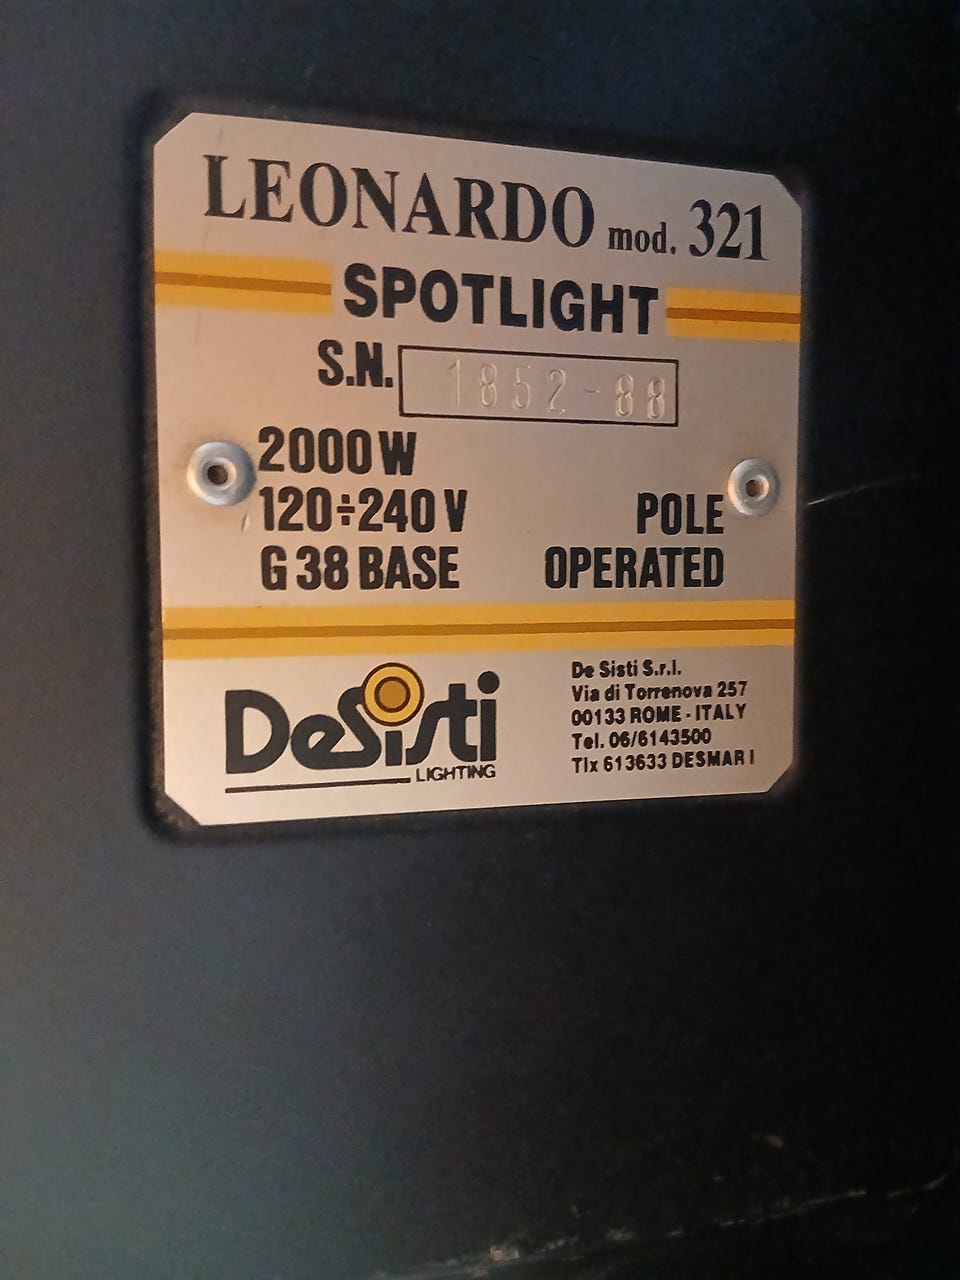 LEONARDO mod. 321
SPOTLIGHT
S.N. 1852-88
2000 W
120÷240 V
G 38 BASE
POLE
OPERATED
DeSisti
LIGHTING
De Sisti S.r.l.
Via di Torrenova 257
00133 ROME - ITALY
Tel. 06/6143500
Tlx 613633 DESMAR I